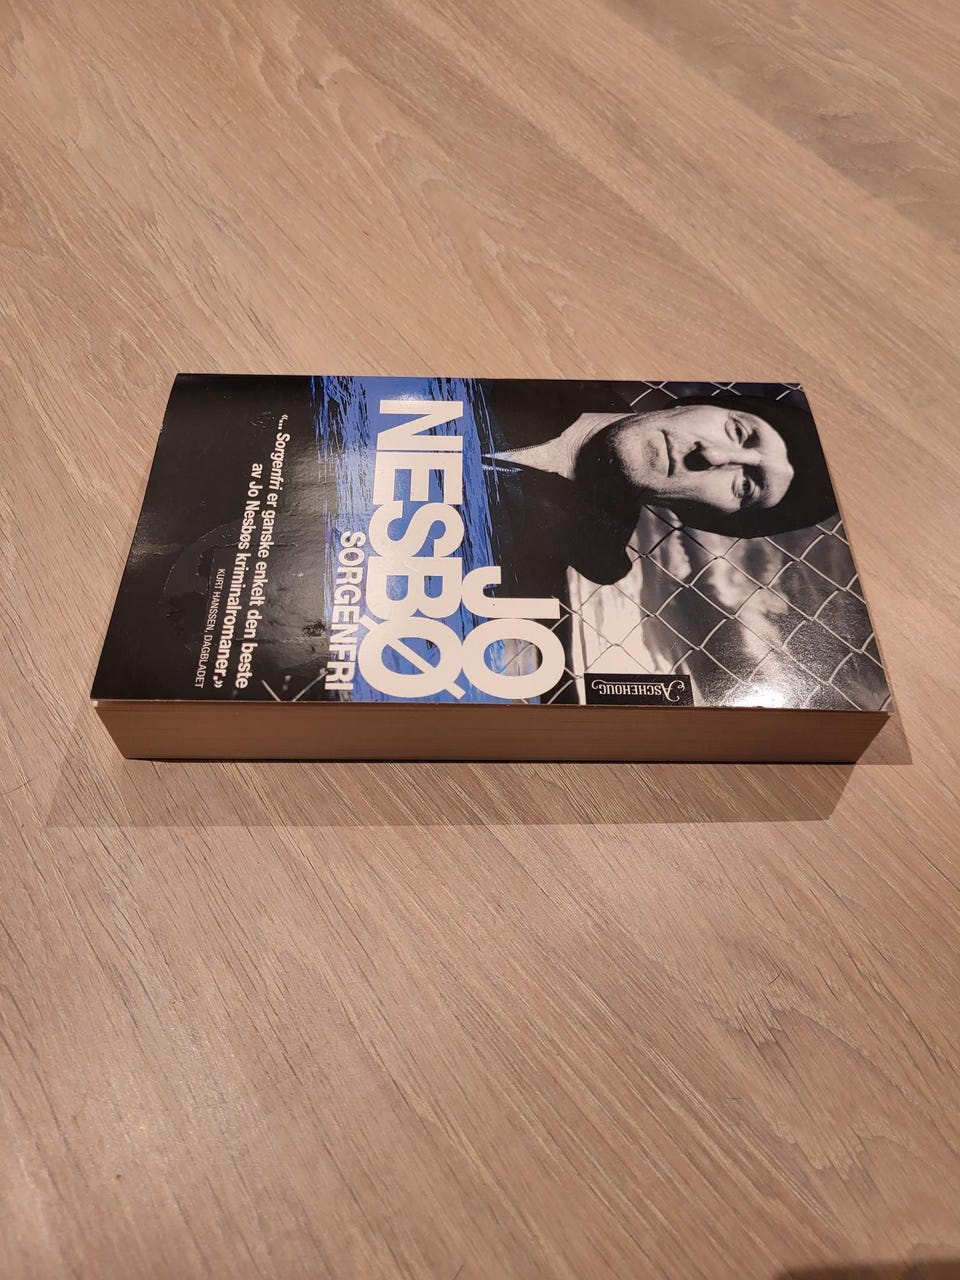 ASCHEHOUG
JO
NESBØ
SORGENFRI
«... Sorgenfri er ganske enkelt den beste
av Jo Nesbøs kriminalromaner.»
KURT HANSSEN, DAGBLADET